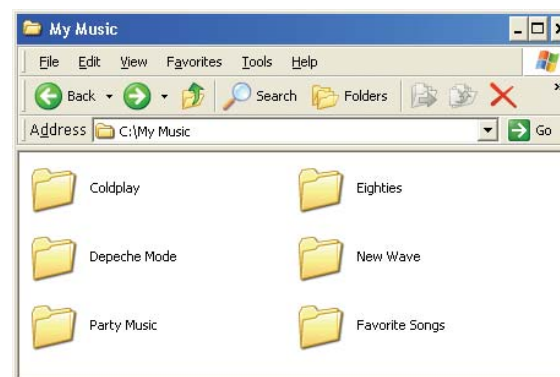 My Music
File Edit View Favorites Tools Help
Back Search Folders »
Address C:\My Music Go
Coldplay Eighties
Depeche Mode New Wave
Party Music Favorite Songs